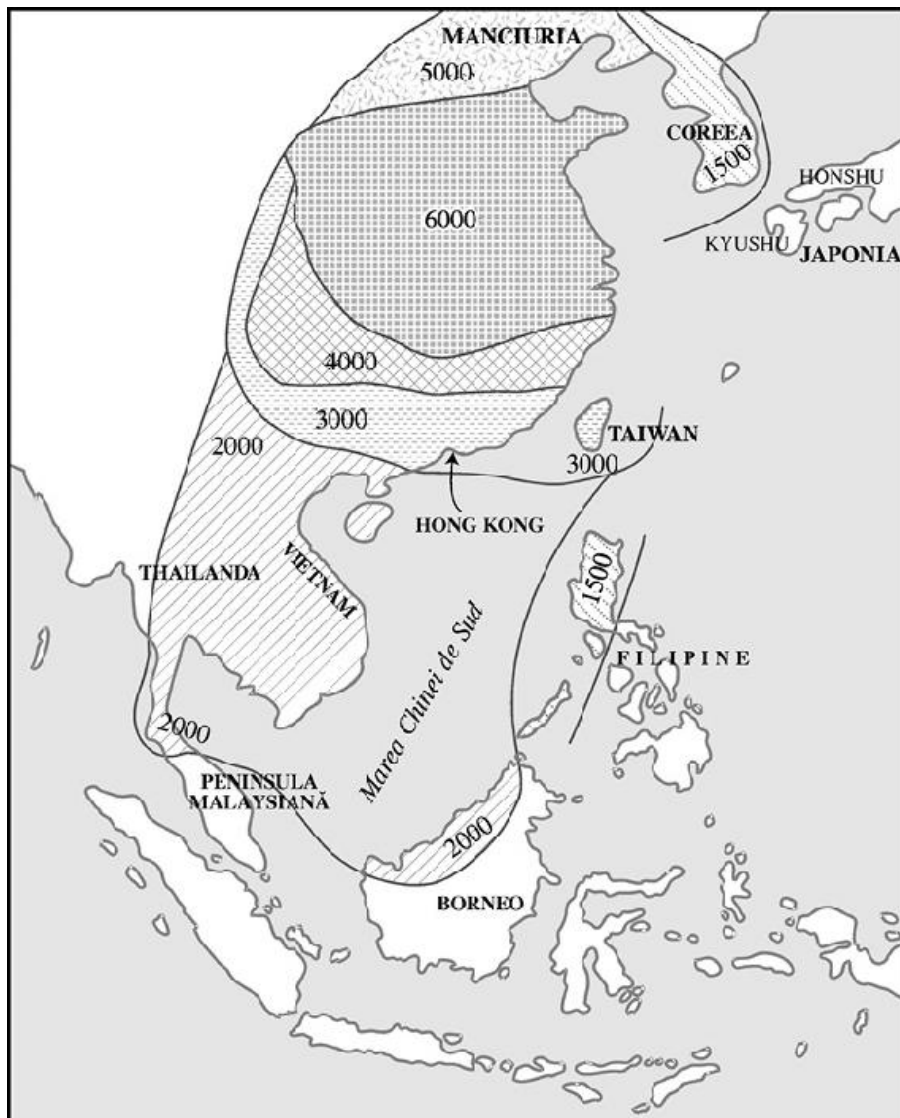 MANCIURIA
5000
COREEA
1500
HONSHU
6000
KYUSHU
JAPONIA
4000
3000
2000
TAIWAN
3000
HONG KONG
1500
THAILANDA
VIETNAM
FILIPINE
Marea Chinei de Sud
2000
PENINSULA
MALAYSIANĂ
2000
BORNEO